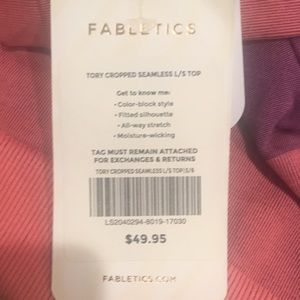 FABLETICS
TORY CROPPED SEAMLESS L/S TOP
Get to know me:
• Color-block style
• Fitted silhouette
• All-way stretch
• Moisture-wicking
TAG MUST REMAIN ATTACHED
FOR EXCHANGES & RETURNS
TORY CROPPED SEAMLESS L/S TOP|S/6
LS2040294-8019-17030
$49.95
FABLETICS.COM